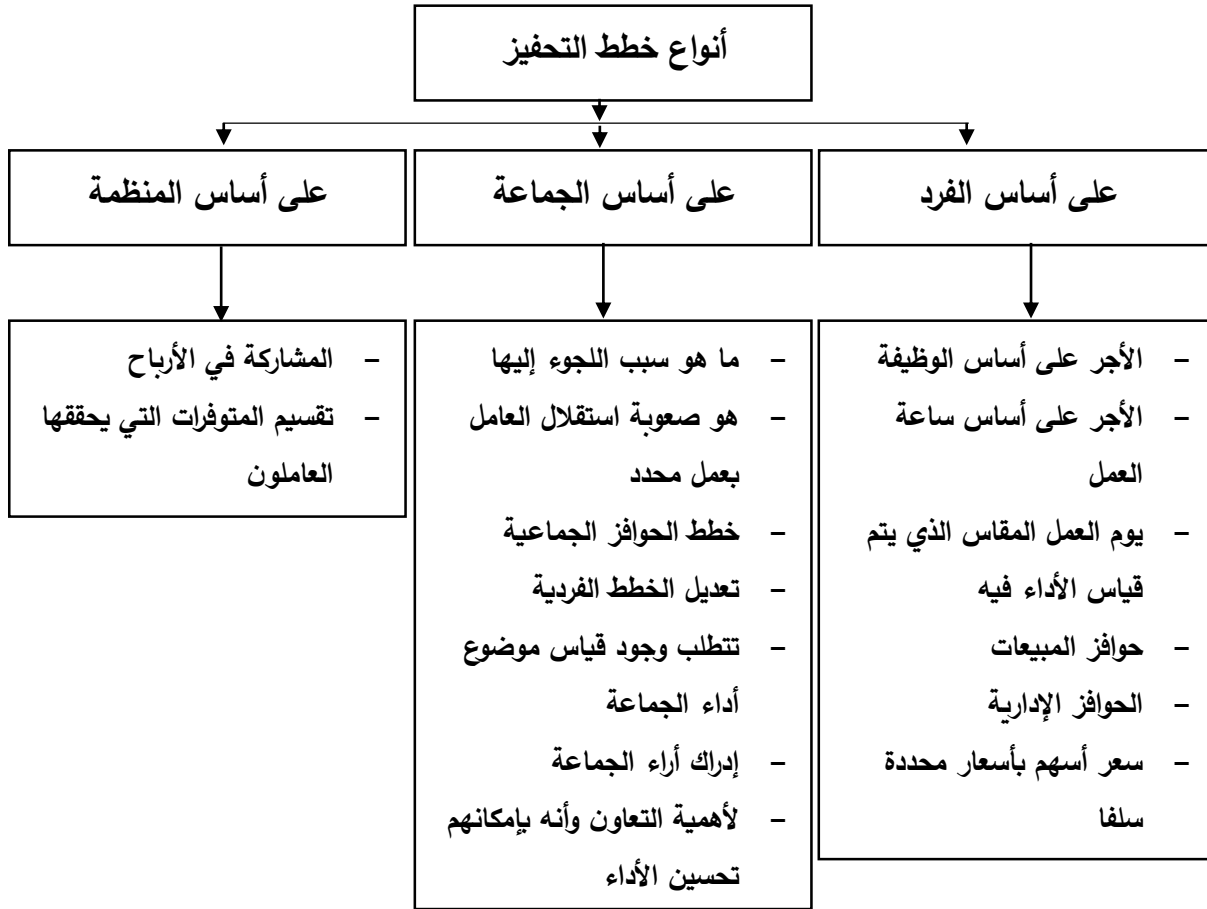 أنواع خطط التحفيز
على أساس الفرد
على أساس الجماعة
على أساس المنظمة
- الأجر على أساس الوظيفة
- الأجر على أساس ساعة
العمل
- يوم العمل المقاس الذي يتم
قياس الأداء فيه
- حوافز المبيعات
- الحوافز الإدارية
- سعر أسهم بأسعار محددة
سلفا
- ما هو سبب اللجوء إليها
- هو صعوبة استقلال العامل
بعمل محدد
- خطط الحوافز الجماعية
- تعديل الخطط الفردية
- تتطلب وجود قياس موضوع
أداء الجماعة
- إدراك أراء الجماعة
- لأهمية التعاون وأنه بإمكانهم
تحسين الأداء
- المشاركة في الأرباح
- تقسيم المتوفرات التي يحققها
العاملون